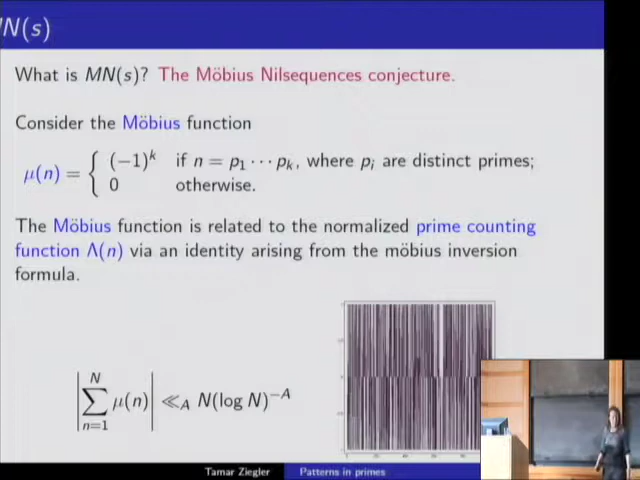 N(s)
What is MN(s)? The Möbius Nilsequences conjecture.
Consider the Möbius function
μ(n) = { (−1)^k if n = p_1 ⋯ p_k, where p_i are distinct primes;
0 otherwise.
The Möbius function is related to the normalized prime counting
function Λ(n) via an identity arising from the möbius inversion
formula.
|∑_{n=1}^{N} μ(n)| ≪_A N(log N)^{−A}
Tamar Ziegler Patterns in primes